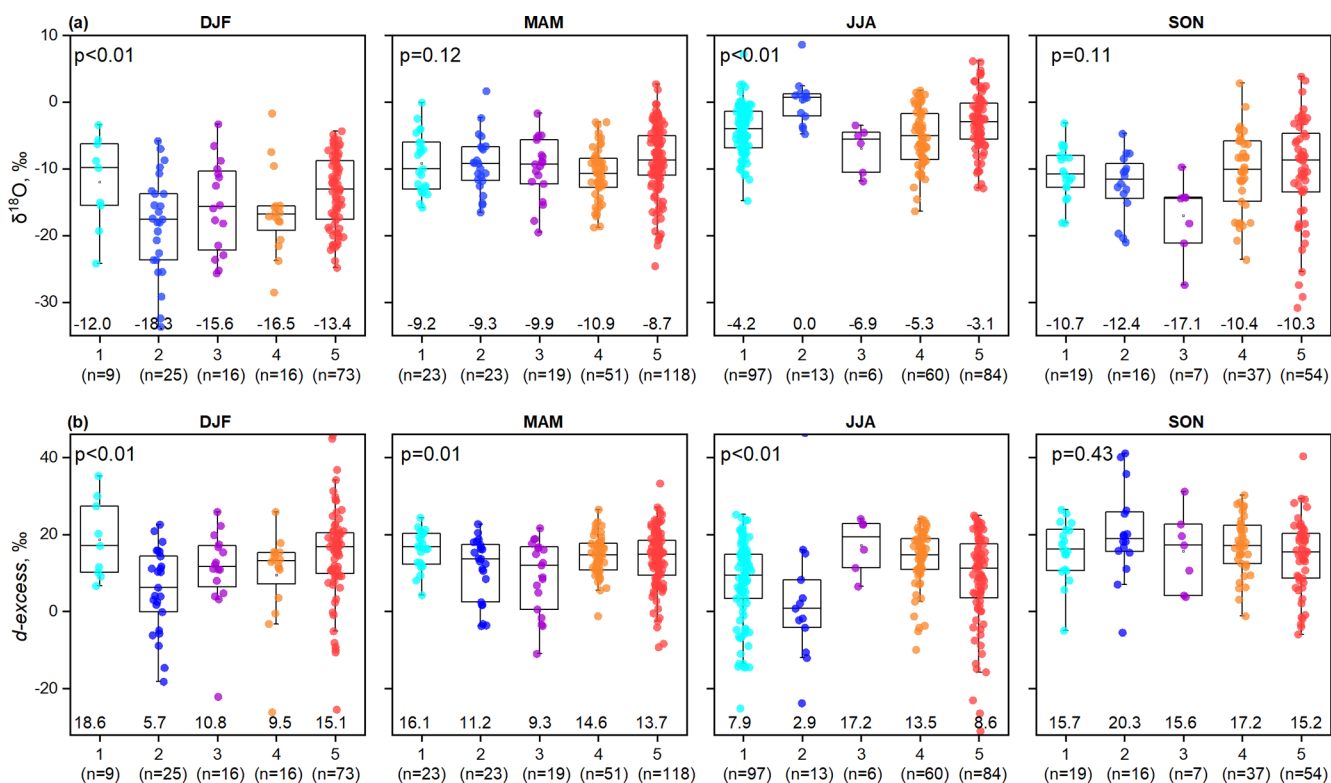 (a) DJF MAM JJA SON
10 0 -10 -20 -30
δ¹⁸O, ‰
p<0.01 p=0.12 p<0.01 p=0.11
-12.0 -18.3 -15.6 -16.5 -13.4 -9.2 -9.3 -9.9 -10.9 -8.7 -4.2 0.0 -6.9 -5.3 -3.1 -10.7 -12.4 -17.1 -10.4 -10.3
1 2 3 4 5 1 2 3 4 5 1 2 3 4 5 1 2 3 4 5
(n=9) (n=25) (n=16) (n=16) (n=73) (n=23) (n=23) (n=19) (n=51) (n=118) (n=97) (n=13) (n=6) (n=60) (n=84) (n=19) (n=16) (n=7) (n=37) (n=54)
(b) DJF MAM JJA SON
40 20 0 -20
d-excess, ‰
p<0.01 p=0.01 p<0.01 p=0.43
18.6 5.7 10.8 9.5 15.1 16.1 11.2 9.3 14.6 13.7 7.9 2.9 17.2 13.5 8.6 15.7 20.3 15.6 17.2 15.2
1 2 3 4 5 1 2 3 4 5 1 2 3 4 5 1 2 3 4 5
(n=9) (n=25) (n=16) (n=16) (n=73) (n=23) (n=23) (n=19) (n=51) (n=118) (n=97) (n=13) (n=6) (n=60) (n=84) (n=19) (n=16) (n=7) (n=37) (n=54)